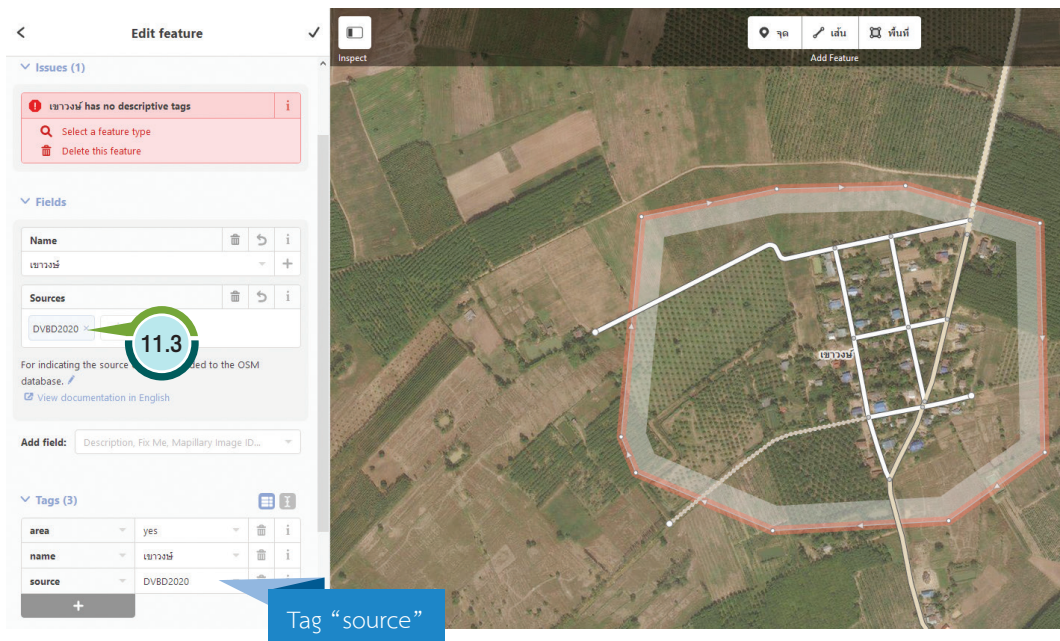 Edit feature
Issues (1)
เขาวงษ์ has no descriptive tags
i
Select a feature type
Delete this feature
Fields
Name
i
เขาวงษ์
+
Sources
i
DVBD2020 ×
11.3
For indicating the source ded to the OSM
database.
View documentation in English
Add field:
Description, Fix Me, Mapillary Image ID...
Tags (3)
area
yes
i
name
เขาวงษ์
i
source
DVBD2020
+
Tag “source”
Inspect
จุด
เส้น
พื้นที่
Add Feature
เขาวงษ์